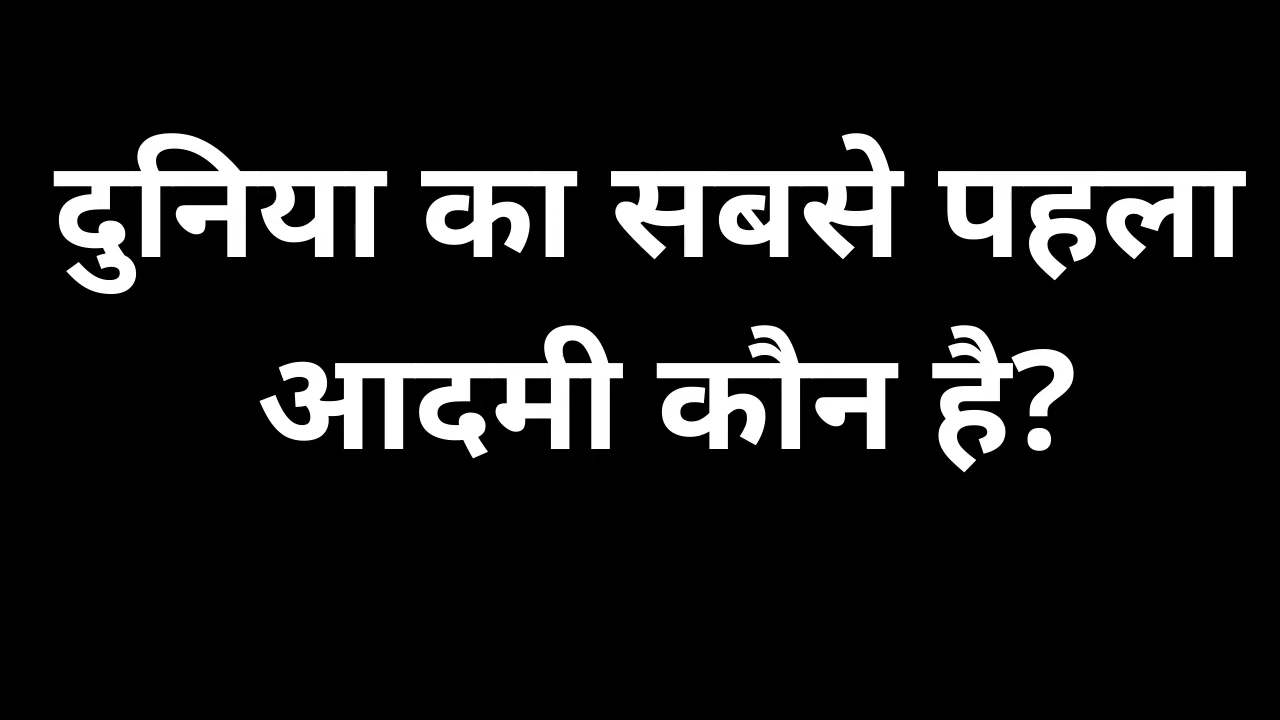 दुनिया का सबसे पहला
आदमी कौन है?